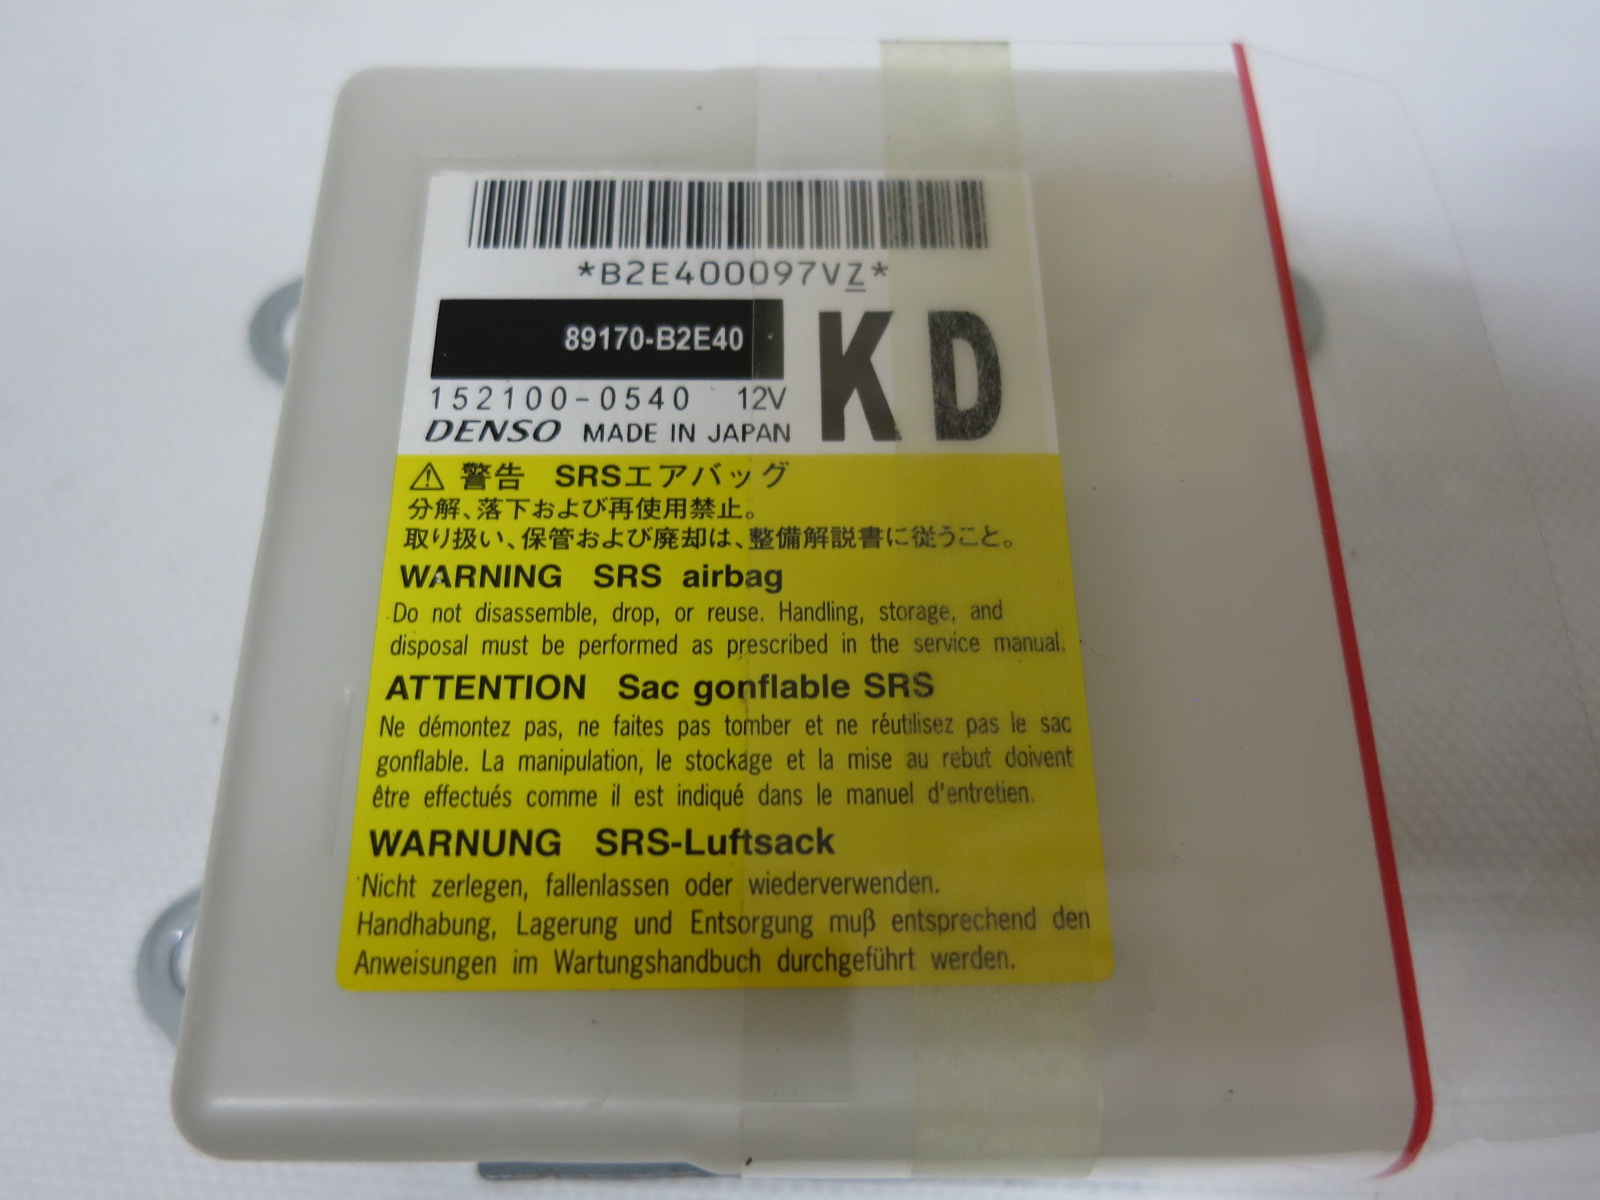 *B2E400097VZ*
89170-B2E40
KD
152100-0540 12V
DENSO MADE IN JAPAN
⚠ 警告 SRSエアバッグ
分解、落下および再使用禁止。
取り扱い、保管および廃却は、整備解説書に従うこと。
WARNING SRS airbag
Do not disassemble, drop, or reuse. Handling, storage, and
disposal must be performed as prescribed in the service manual.
ATTENTION Sac gonflable SRS
Ne démontez pas, ne faites pas tomber et ne réutilisez pas le sac
gonflable. La manipulation, le stockage et la mise au rebut doivent
être effectués comme il est indiqué dans le manuel d'entretien.
WARNUNG SRS-Luftsack
Nicht zerlegen, fallenlassen oder wiederverwenden.
Handhabung, Lagerung und Entsorgung muß entsprechend den
Anweisungen im Wartungshandbuch durchgeführt werden.